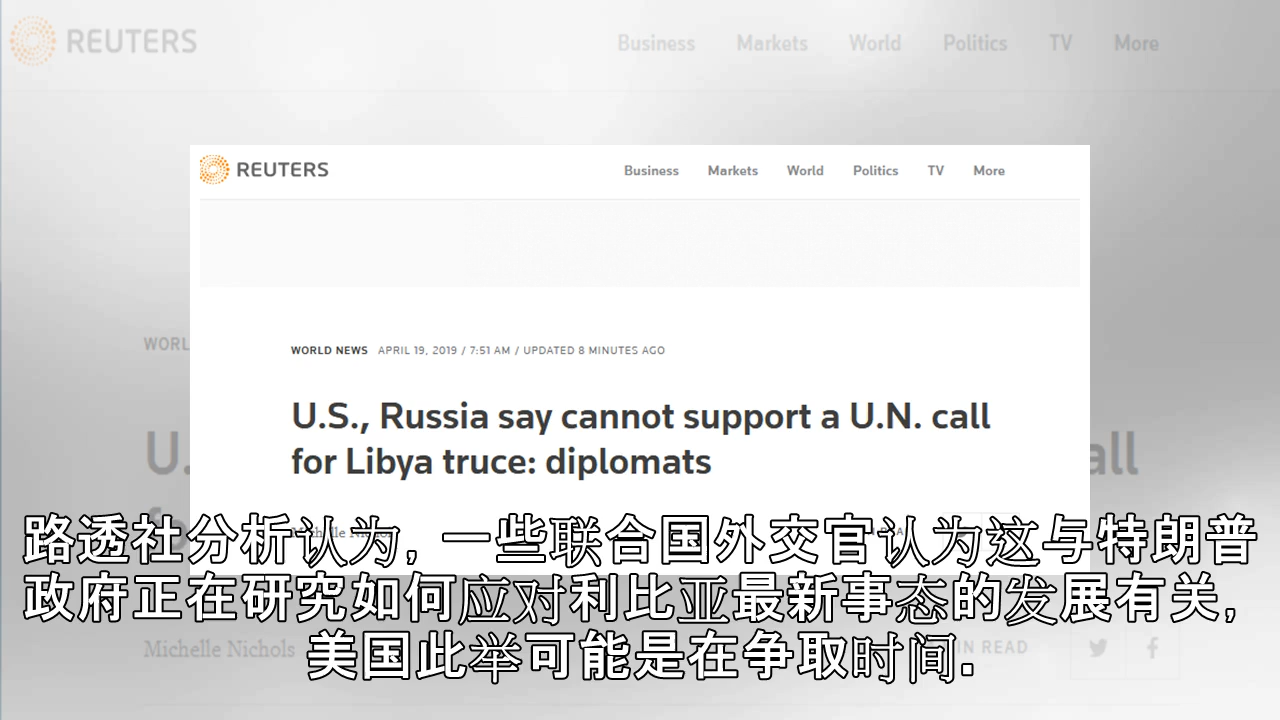 REUTERS
Business Markets World Politics TV More
REUTERS
Business Markets World Politics TV More
WORLD NEWS APRIL 19, 2019 / 7:51 AM / UPDATED 8 MINUTES AGO
U.S., Russia say cannot support a U.N. call
for Libya truce: diplomats
路透社分析认为, 一些联合国外交官认为这与特朗普
政府正在研究如何应对利比亚最新事态的发展有关,
美国此举可能是在争取时间.
Michelle Nichols